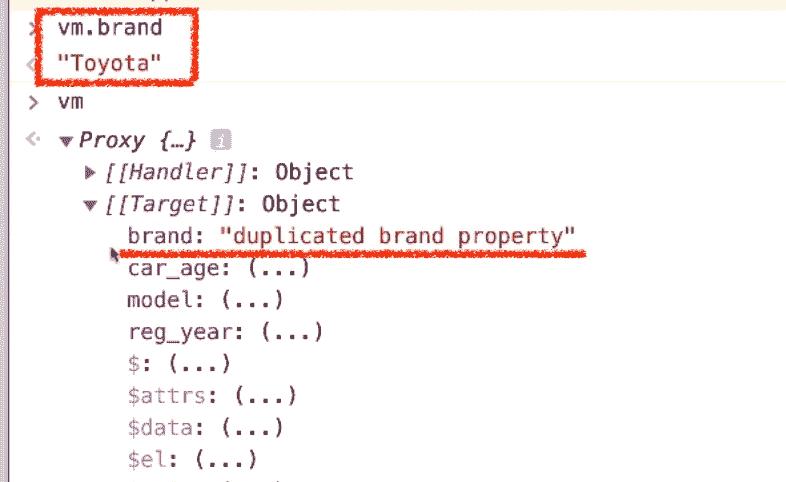 > vm.brand
"Toyota"
> vm
Proxy {…} i
[[Handler]]: Object
[[Target]]: Object
brand: "duplicated brand property"
car_age: (...)
model: (...)
reg_year: (...)
$: (...)
$attrs: (...)
$data: (...)
$el: (...)